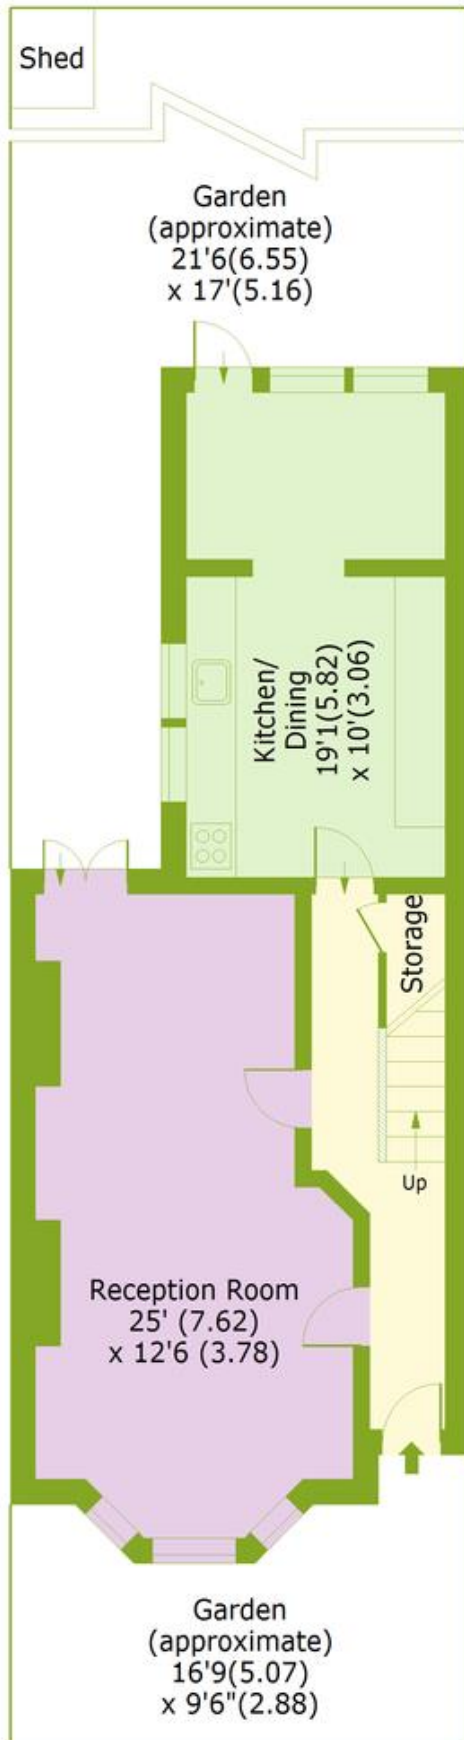 Shed
Garden
(approximate)
21'6(6.55)
x 17'(5.16)
Kitchen/
Dining
19'1(5.82)
x 10'(3.06)
Storage
Up
Reception Room
25' (7.62)
x 12'6 (3.78)
Garden
(approximate)
16'9(5.07)
x 9'6"(2.88)